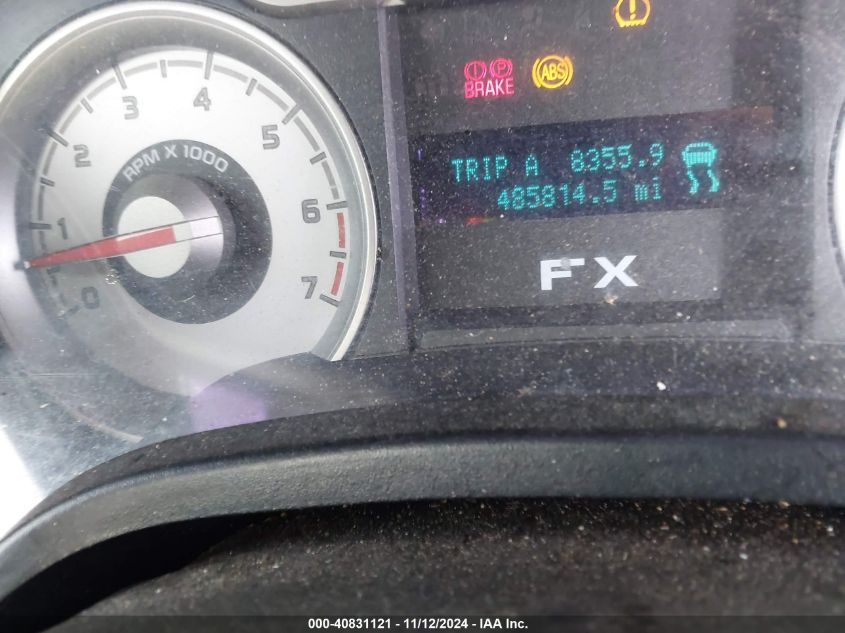 0 1 2 3 4 5 6 7
RPM X 1000
BRAKE
P
ABS
TRIP A 8355.9
485814.5 mi
000-40831121 - 11/12/2024 - IAA Inc.